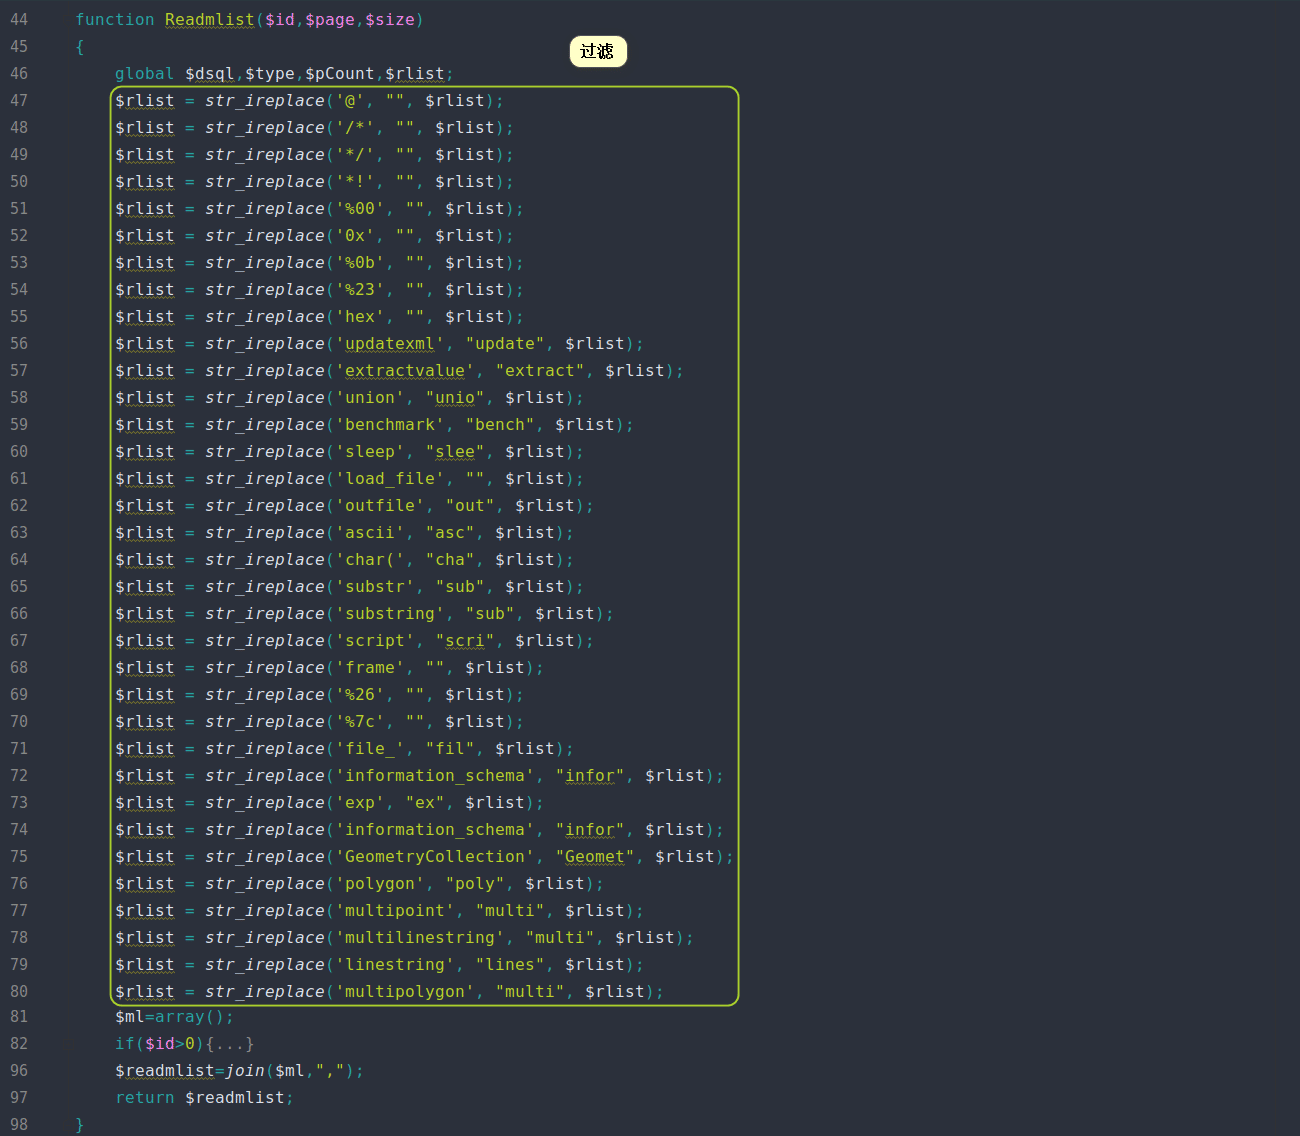 44 function Readmlist($id,$page,$size)
45 {
过滤
46 global $dsql,$type,$pCount,$rlist;
47 $rlist = str_ireplace('@', "", $rlist);
48 $rlist = str_ireplace('/*', "", $rlist);
49 $rlist = str_ireplace('*/', "", $rlist);
50 $rlist = str_ireplace('*!', "", $rlist);
51 $rlist = str_ireplace('%00', "", $rlist);
52 $rlist = str_ireplace('0x', "", $rlist);
53 $rlist = str_ireplace('%0b', "", $rlist);
54 $rlist = str_ireplace('%23', "", $rlist);
55 $rlist = str_ireplace('hex', "", $rlist);
56 $rlist = str_ireplace('updatexml', "update", $rlist);
57 $rlist = str_ireplace('extractvalue', "extract", $rlist);
58 $rlist = str_ireplace('union', "unio", $rlist);
59 $rlist = str_ireplace('benchmark', "bench", $rlist);
60 $rlist = str_ireplace('sleep', "slee", $rlist);
61 $rlist = str_ireplace('load_file', "", $rlist);
62 $rlist = str_ireplace('outfile', "out", $rlist);
63 $rlist = str_ireplace('ascii', "asc", $rlist);
64 $rlist = str_ireplace('char(', "cha", $rlist);
65 $rlist = str_ireplace('substr', "sub", $rlist);
66 $rlist = str_ireplace('substring', "sub", $rlist);
67 $rlist = str_ireplace('script', "scri", $rlist);
68 $rlist = str_ireplace('frame', "", $rlist);
69 $rlist = str_ireplace('%26', "", $rlist);
70 $rlist = str_ireplace('%7c', "", $rlist);
71 $rlist = str_ireplace('file_', "fil", $rlist);
72 $rlist = str_ireplace('information_schema', "infor", $rlist);
73 $rlist = str_ireplace('exp', "ex", $rlist);
74 $rlist = str_ireplace('information_schema', "infor", $rlist);
75 $rlist = str_ireplace('GeometryCollection', "Geomet", $rlist);
76 $rlist = str_ireplace('polygon', "poly", $rlist);
77 $rlist = str_ireplace('multipoint', "multi", $rlist);
78 $rlist = str_ireplace('multilinestring', "multi", $rlist);
79 $rlist = str_ireplace('linestring', "lines", $rlist);
80 $rlist = str_ireplace('multipolygon', "multi", $rlist);
81 $ml=array();
82 if($id>0){...}
96 $readmlist=join($ml,",");
97 return $readmlist;
98 }